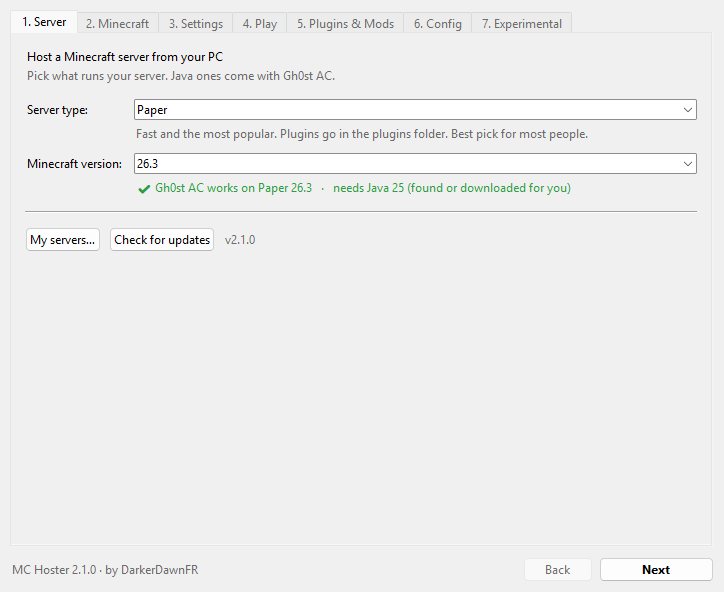 1. Server 2. Minecraft 3. Settings 4. Play 5. Plugins & Mods 6. Config 7. Experimental
Host a Minecraft server from your PC
Pick what runs your server. Java ones come with Gh0st AC.
Server type: Paper
Fast and the most popular. Plugins go in the plugins folder. Best pick for most people.
Minecraft version: 26.3
Gh0st AC works on Paper 26.3 · needs Java 25 (found or downloaded for you)
My servers... Check for updates v2.1.0
MC Hoster 2.1.0 · by DarkerDawnFR Back Next